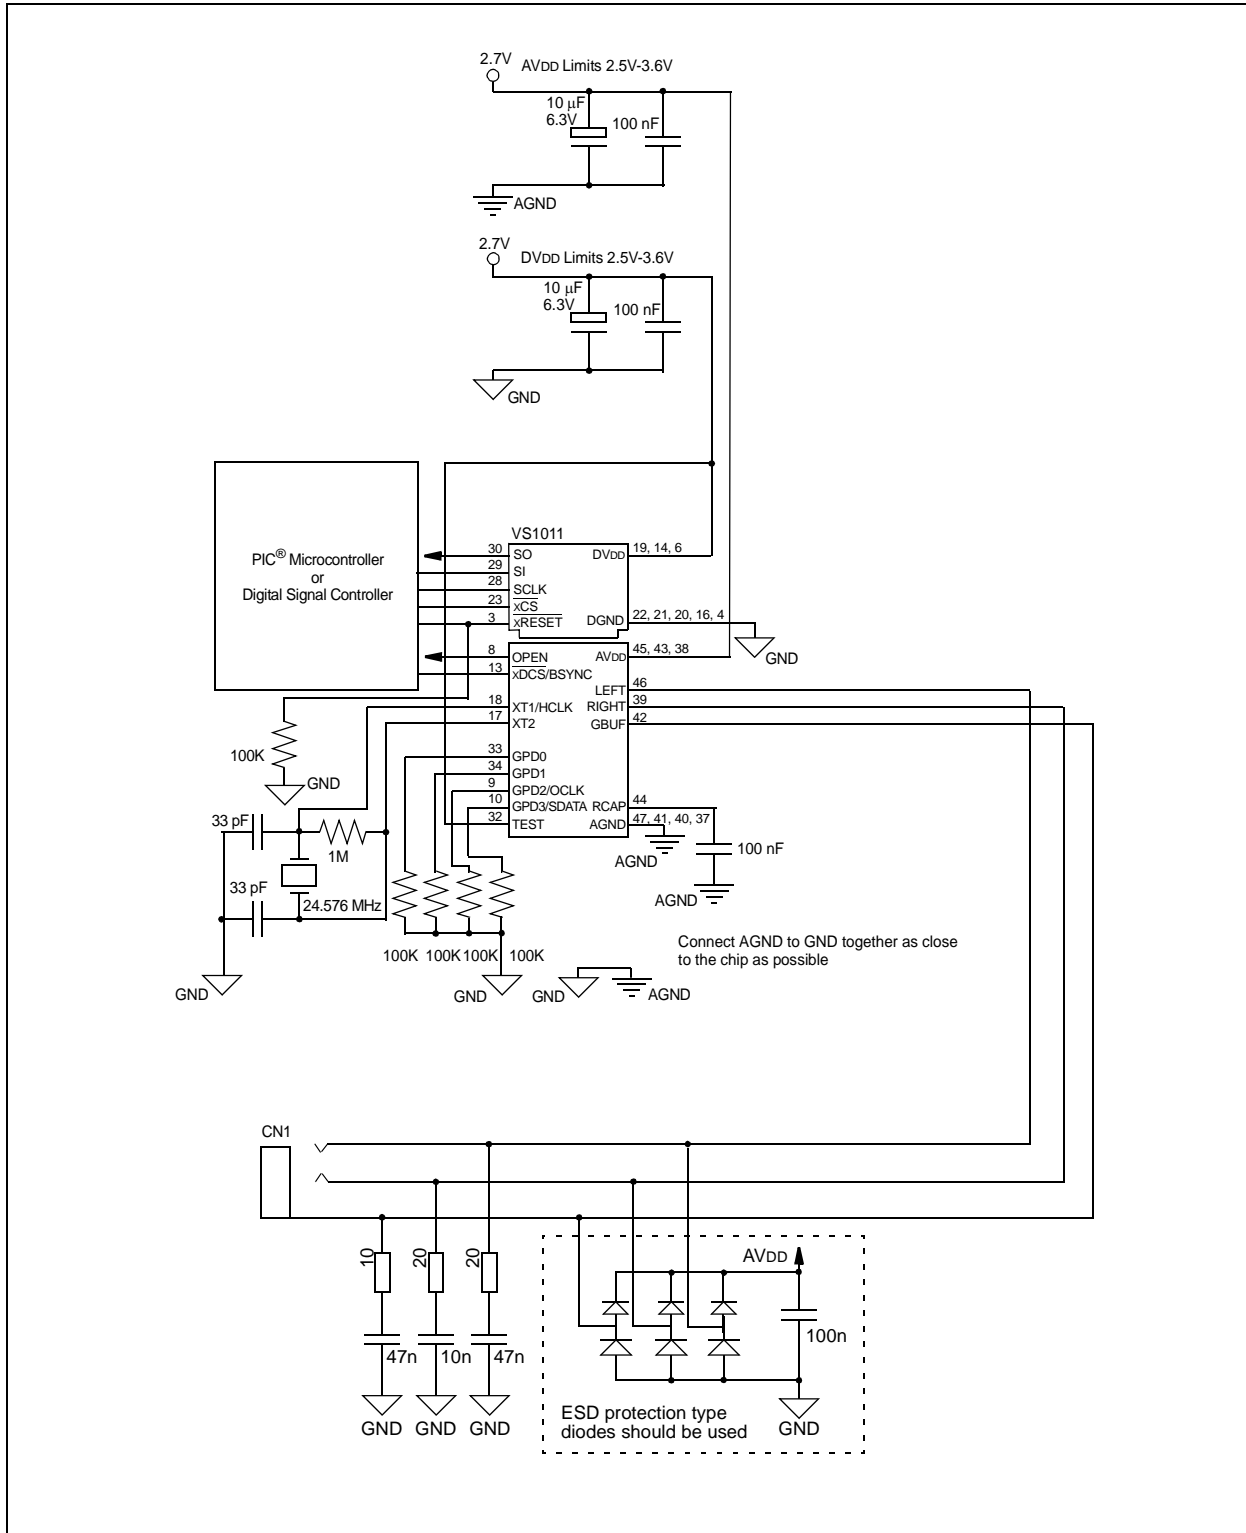 2.7V
AVDD Limits 2.5V-3.6V
10 μF
6.3V
100 nF
AGND
2.7V
DVDD Limits 2.5V-3.6V
10 μF
6.3V
100 nF
GND
PIC® Microcontroller
or
Digital Signal Controller
VS1011
30 SO DVDD 19, 14, 6
29 SI
28 SCLK
23 xCS
3 xRESET DGND 22, 21, 20, 16, 4
GND
8 OPEN AVDD 45, 43, 38
13 xDCS/BSYNC
LEFT 46
18 XT1/HCLK RIGHT 39
17 XT2 GBUF 42
33 GPD0
34 GPD1
9 GPD2/OCLK
10 GPD3/SDATA RCAP 44
32 TEST AGND 47, 41, 40, 37
100K
GND
33 pF
1M
33 pF
24.576 MHz
GND
AGND
100 nF
AGND
100K 100K 100K 100K
GND
Connect AGND to GND together as close
to the chip as possible
GND
AGND
CN1
10
20
20
47n
10n
47n
GND
GND
GND
AVDD
100n
GND
ESD protection type
diodes should be used